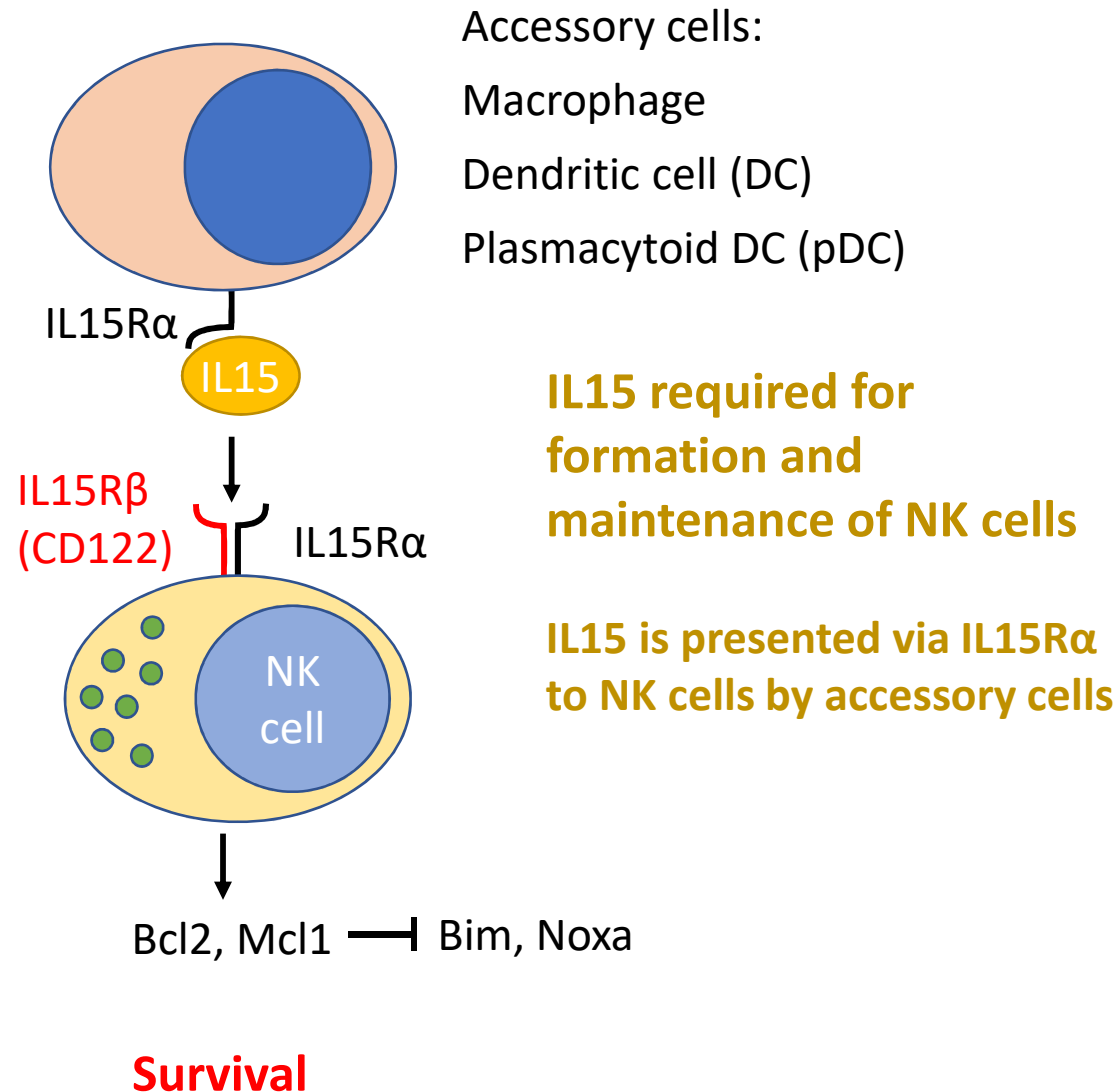 Accessory cells:
Macrophage
Dendritic cell (DC)
Plasmacytoid DC (pDC)
IL15Rα
IL15
IL15 required for
formation and
maintenance of NK cells
IL15Rβ
(CD122)
IL15Rα
IL15 is presented via IL15Rα
to NK cells by accessory cells
NK
cell
Bcl2, Mcl1
Bim, Noxa
Survival